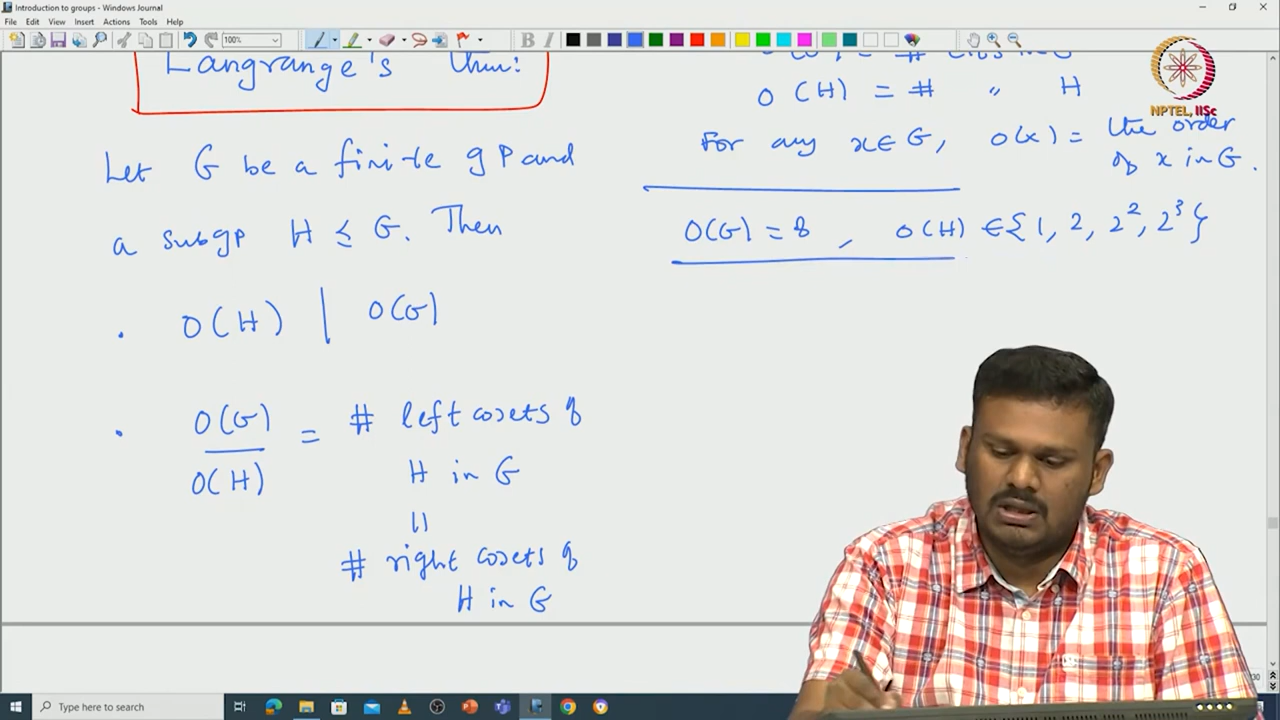 Introduction to groups - Windows Journal
File Edit View Insert Actions Tools Help
100%
B I
NPTEL, IISc
Langrange's thm:
Let G be a finite gp and
a subgp H ≤ G. Then
. O(H) | O(G)
. O(G)
O(H) = # left cosets of
H in G
||
# right cosets of
H in G
O(H) = # " H
For any x∈G, o(x) = the order
of x in G.
O(G) = 8, O(H) ∈ {1, 2, 2², 2³}
Type here to search